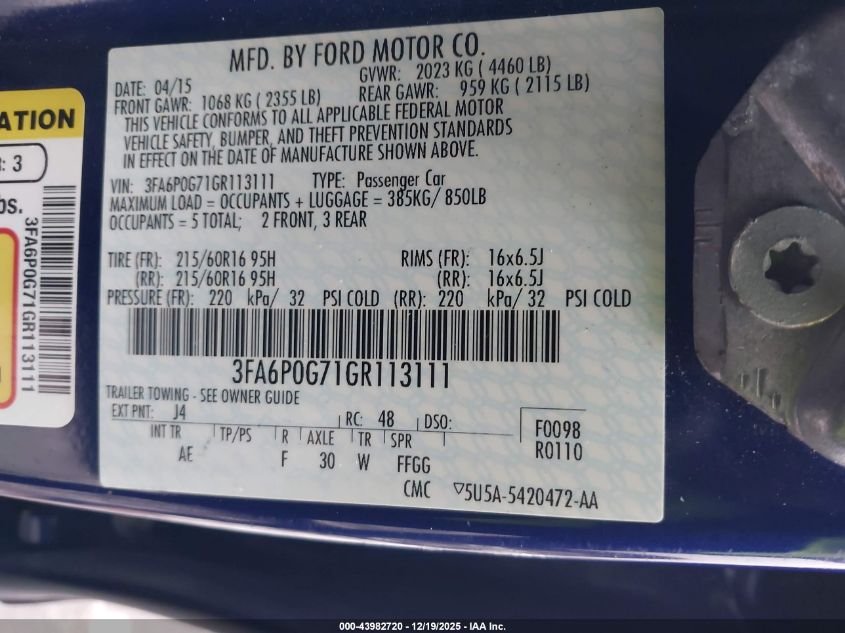 MFD. BY FORD MOTOR CO.
DATE: 04/15 GVWR: 2023 KG ( 4460 LB)
FRONT GAWR: 1068 KG ( 2355 LB) REAR GAWR: 959 KG ( 2115 LB)
THIS VEHICLE CONFORMS TO ALL APPLICABLE FEDERAL MOTOR
VEHICLE SAFETY, BUMPER, AND THEFT PREVENTION STANDARDS
IN EFFECT ON THE DATE OF MANUFACTURE SHOWN ABOVE.
VIN: 3FA6P0G71GR113111 TYPE: Passenger Car
MAXIMUM LOAD = OCCUPANTS + LUGGAGE = 385KG/ 850LB
OCCUPANTS = 5 TOTAL; 2 FRONT, 3 REAR
TIRE (FR): 215/60R16 95H RIMS (FR): 16x6.5J
(RR): 215/60R16 95H (RR): 16x6.5J
PRESSURE (FR): 220 kPa/ 32 PSI COLD (RR): 220 kPa/ 32 PSI COLD
3FA6P0G71GR113111
TRAILER TOWING - SEE OWNER GUIDE
EXT PNT: J4 RC: 48 DSO:
INT TR TP/PS R AXLE TR SPR
AE F 30 W FFGG
F0098
R0110
CMC ▽5U5A-5420472-AA
ATION
: 3
bs.
3FA6P0G71GR113111
000-43982720 - 12/19/2025 - IAA Inc.